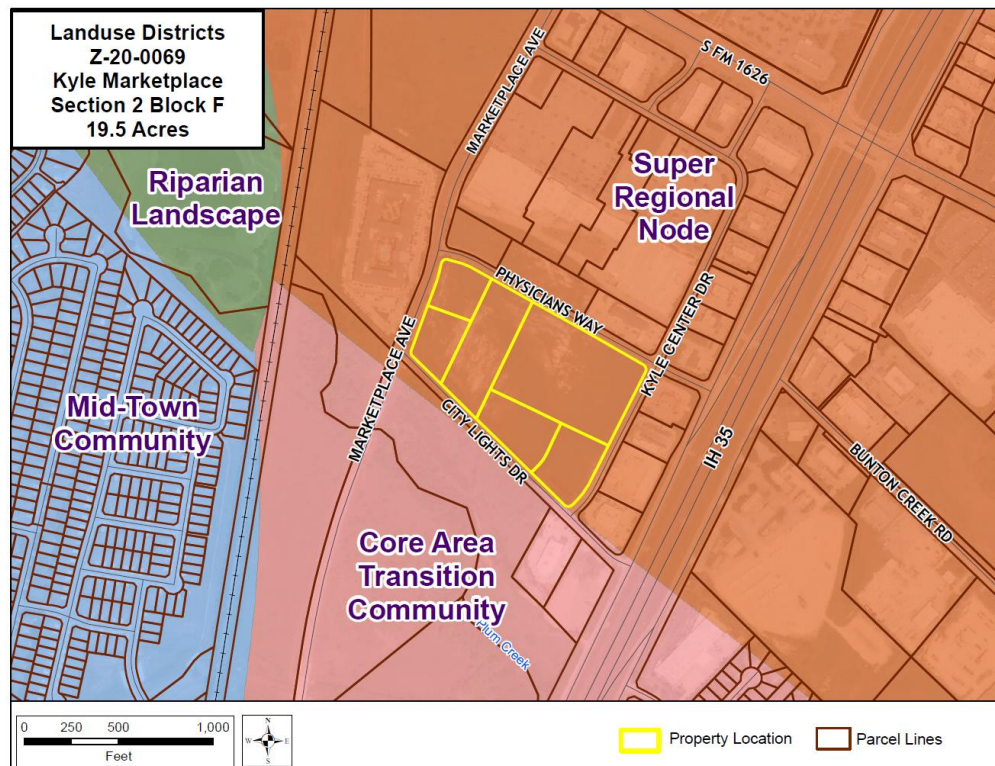 Landuse Districts
Z-20-0069
Kyle Marketplace
Section 2 Block F
19.5 Acres
S FM 1626
MARKETPLACE AVE
Riparian
Landscape
Super
Regional
Node
PHYSICIANS WAY
KYLE CENTER DR
MARKETPLACE AVE
Mid-Town
Community
CITY LIGHTS DR
IH 35
BUNTON CREEK RD
Core Area
Transition
Community
Plum Creek
0 250 500 1,000
Feet
N
W E
S
Property Location
Parcel Lines